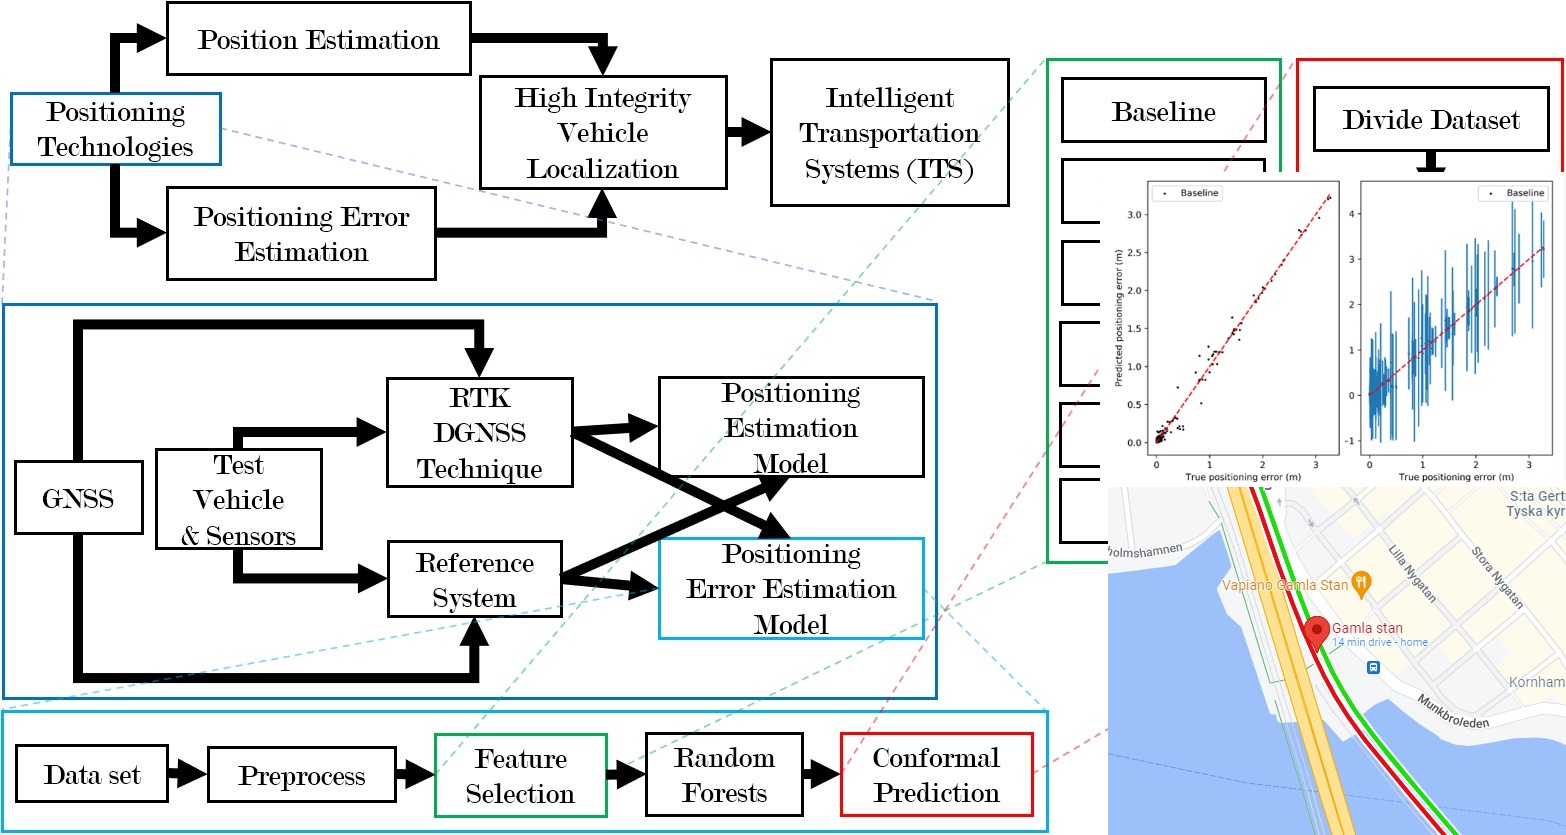 Position Estimation
Positioning
Technologies
High Integrity
Vehicle
Localization
Intelligent
Transportation
Systems (ITS)
Positioning Error
Estimation
Baseline
Divide Dataset
GNSS
Test
Vehicle
& Sensors
RTK
DGNSS
Technique
Reference
System
Positioning
Estimation
Model
Positioning
Error Estimation
Model
Data set
Preprocess
Feature
Selection
Random
Forests
Conformal
Prediction
Baseline
Predicted positioning error (m)
3.0
2.5
2.0
1.5
1.0
0.5
0.0
0 1 2 3
True positioning error (m)
Baseline
4
3
2
1
0
-1
0 1 2 3
True positioning error (m)
S:ta Gert
Tyska kyr
holmshamnen
Lilla Nygatan
Stora Nygatan
Vapiano Gamla Stan
Gamla stan
14 min drive - home
Kornham
Munkbroleden